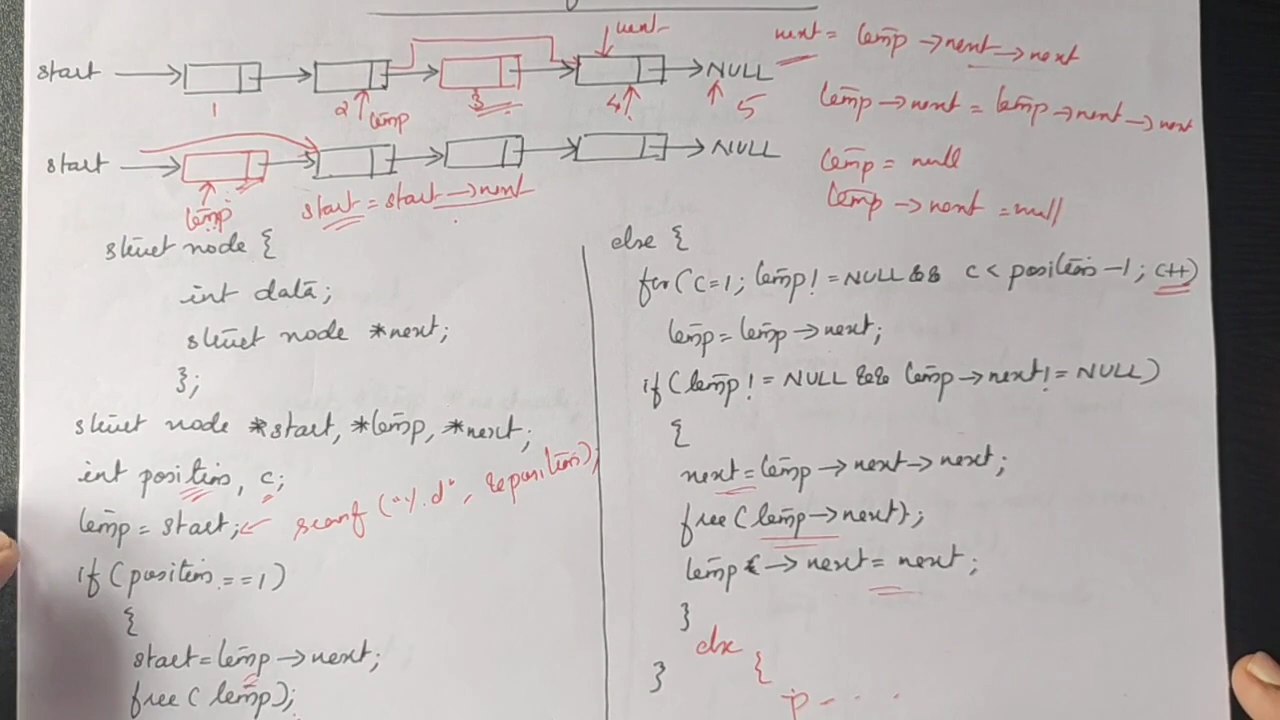 start NULL
1 2 temp 3 4 5
next
next = temp → next → next
temp → next = temp → next → next
start NULL
temp start = start → next
temp = null
temp → next = null
struct node {
int data;
struct node *next;
};
struct node *start, *temp, *next;
int position, c;
temp = start; ← scanf ("%d", &position);
if (position == 1)
{
start = temp → next;
free ( temp);
else {
for (C=1; temp! = NULL && c < position -1; c++)
temp = temp → next;
if (temp! = NULL && temp → next! = NULL)
{
next = temp → next → next;
free (temp → next);
temp → next = next;
}
else
{
p - - - -
}